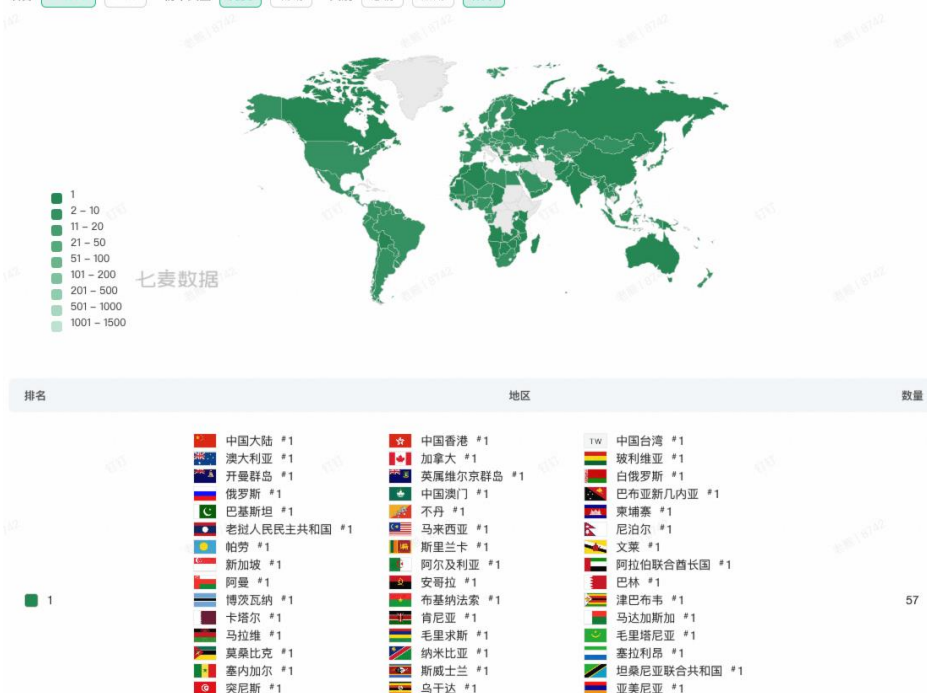 1
2 – 10
11 – 20
21 – 50
51 – 100
101 – 200
201 – 500
501 – 1000
1001 – 1500
七麦数据
排名 地区 数量
中国大陆 #1 中国香港 #1 TW 中国台湾 #1
澳大利亚 #1 加拿大 #1 玻利维亚 #1
开曼群岛 #1 英属维尔京群岛 #1 白俄罗斯 #1
俄罗斯 #1 中国澳门 #1 巴布亚新几内亚 #1
巴基斯坦 #1 不丹 #1 柬埔寨 #1
老挝人民民主共和国 #1 马来西亚 #1 尼泊尔 #1
帕劳 #1 斯里兰卡 #1 文莱 #1
新加坡 #1 阿尔及利亚 #1 阿拉伯联合酋长国 #1
阿曼 #1 安哥拉 #1 巴林 #1
1 博茨瓦纳 #1 布基纳法索 #1 津巴布韦 #1 57
卡塔尔 #1 肯尼亚 #1 马达加斯加 #1
马拉维 #1 毛里求斯 #1 毛里塔尼亚 #1
莫桑比克 #1 纳米比亚 #1 塞拉利昂 #1
塞内加尔 #1 斯威士兰 #1 坦桑尼亚联合共和国 #1
突尼斯 #1 乌干达 #1 亚美尼亚 #1